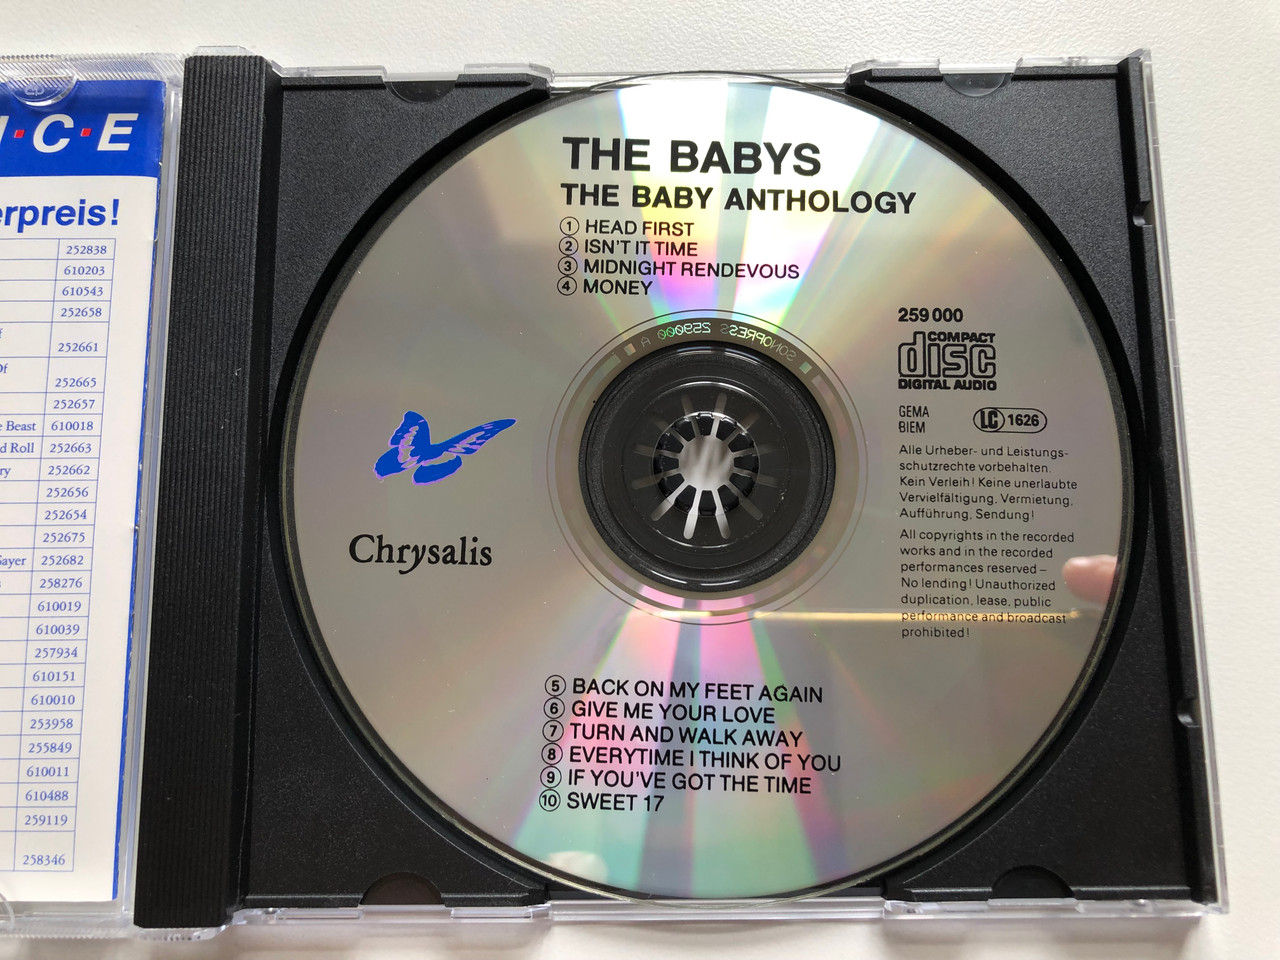 I·C·E
erpreis!
252838
610203
610543
252658
252661
Of
252665
252657
Beast 610018
d Roll 252663
ry 252662
252656
252654
252675
Sayer 252682
258276
610019
610039
257934
610151
610010
253958
255849
610011
610488
259119
258346
THE BABYS
THE BABY ANTHOLOGY
1 HEAD FIRST
2 ISN'T IT TIME
3 MIDNIGHT RENDEVOUS
4 MONEY
SONOPRESS 259000 A
259 000
COMPACT
disc
DIGITAL AUDIO
GEMA
BIEM
LC 1626
Alle Urheber- und Leistungs-
schutzrechte vorbehalten.
Kein Verleih! Keine unerlaubte
Vervielfältigung, Vermietung,
Aufführung, Sendung!
All copyrights in the recorded
works and in the recorded
performances reserved –
No lending! Unauthorized
duplication, lease, public
performance and broadcast
prohibited!
Chrysalis
5 BACK ON MY FEET AGAIN
6 GIVE ME YOUR LOVE
7 TURN AND WALK AWAY
8 EVERYTIME I THINK OF YOU
9 IF YOU'VE GOT THE TIME
10 SWEET 17